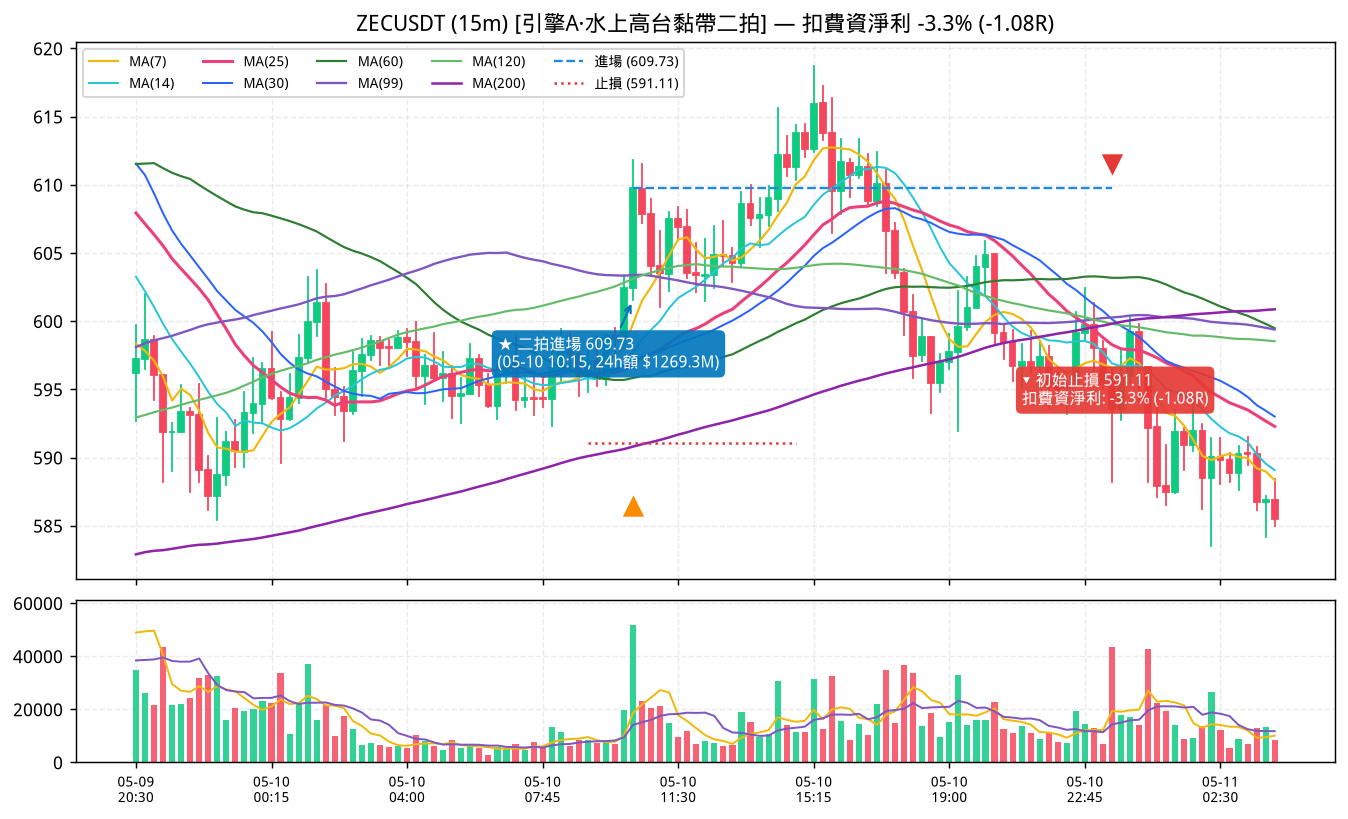 ZECUSDT (15m) [引擎A·水上高台黏帶二拍] — 扣費資淨利 -3.3% (-1.08R)
MA(7) MA(25) MA(60) MA(120) 進場 (609.73)
MA(14) MA(30) MA(99) MA(200) 止損 (591.11)
620
615
610
605
600
595
590
585
★ 二拍進場 609.73
(05-10 10:15, 24h額 $1269.3M)
▼ 初始止損 591.11
扣費資淨利: -3.3% (-1.08R)
60000
40000
20000
0
05-09 05-10 05-10 05-10 05-10 05-10 05-10 05-10 05-11
20:30 00:15 04:00 07:45 11:30 15:15 19:00 22:45 02:30